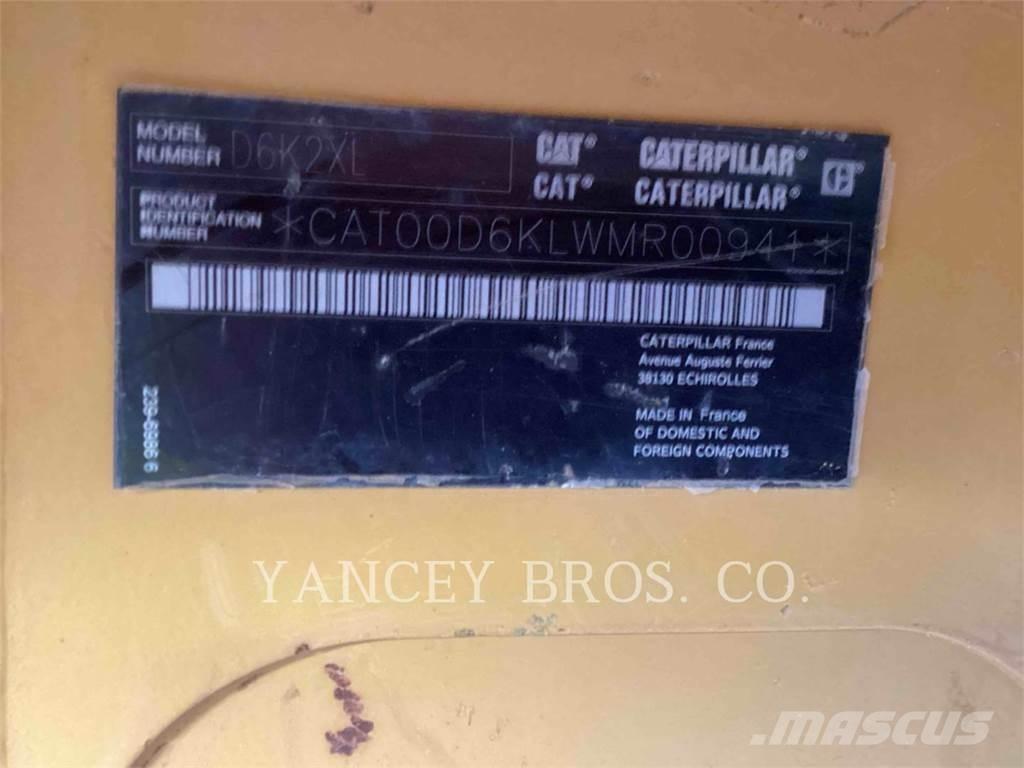 MODEL
NUMBER D6K2XL
CAT® CATERPILLAR®
CAT® CATERPILLAR®
PRODUCT
IDENTIFICATION
NUMBER *CAT00D6KLWMR00941*
CATERPILLAR France
Avenue Auguste Ferrier
38130 ECHIROLLES
MADE IN France
OF DOMESTIC AND
FOREIGN COMPONENTS
239-6986 6
YANCEY BROS. CO.
MASCUS